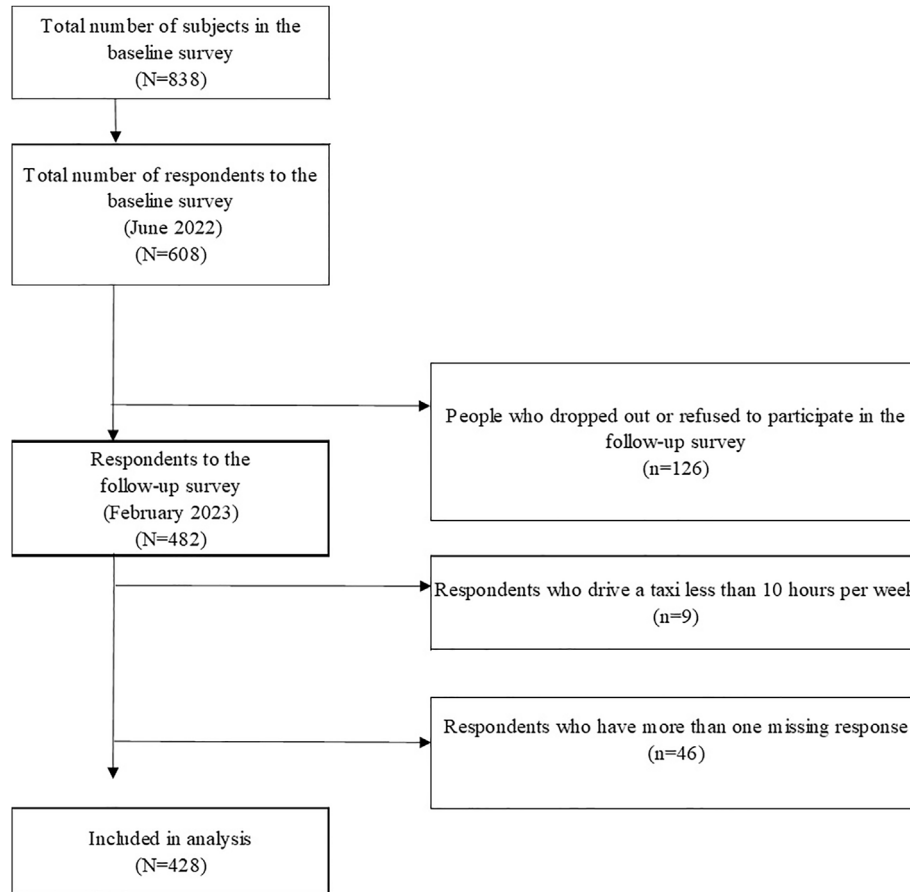 Total number of subjects in the
baseline survey
(N=838)
Total number of respondents to the
baseline survey
(June 2022)
(N=608)
People who dropped out or refused to participate in the
follow-up survey
(n=126)
Respondents to the
follow-up survey
(February 2023)
(N=482)
Respondents who drive a taxi less than 10 hours per week
(n=9)
Respondents who have more than one missing response
(n=46)
Included in analysis
(N=428)